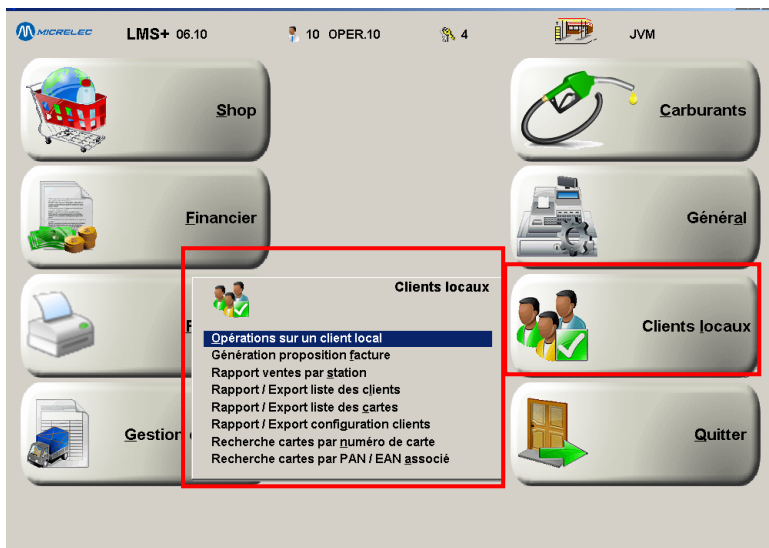 MICRELEC LMS+ 06.10 10 OPER.10 4 JVM
Shop
Carburants
Financier
Général
Clients locaux
Clients locaux
Opérations sur un client local
Génération proposition facture
Rapport ventes par station
Rapport / Export liste des clients
Rapport / Export liste des cartes
Rapport / Export configuration clients
Recherche cartes par numéro de carte
Recherche cartes par PAN / EAN associé
Gestion
Quitter